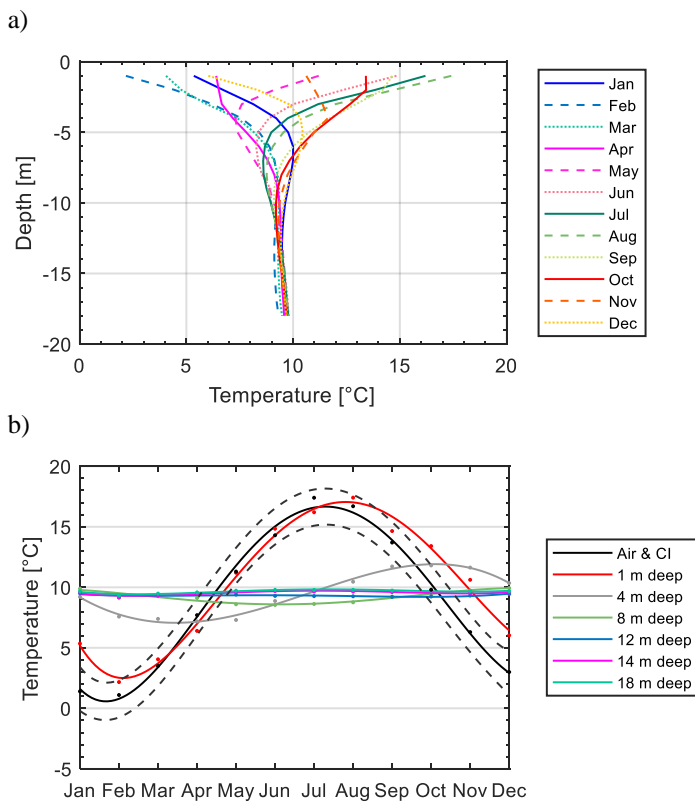 a)
0
-5
-10
-15
-20
Depth [m]
0 5 10 15 20
Temperature [°C]
Jan
Feb
Mar
Apr
May
Jun
Jul
Aug
Sep
Oct
Nov
Dec
b)
20
15
10
5
0
-5
Temperature [°C]
Jan Feb Mar Apr May Jun Jul Aug Sep Oct Nov Dec
Air & CI
1 m deep
4 m deep
8 m deep
12 m deep
14 m deep
18 m deep